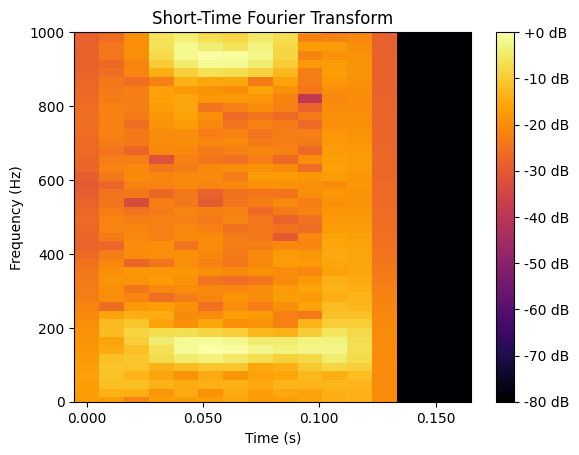 Short-Time Fourier Transform
Frequency (Hz)
1000
800
600
400
200
0
0.000 0.050 0.100 0.150
Time (s)
+0 dB
-10 dB
-20 dB
-30 dB
-40 dB
-50 dB
-60 dB
-70 dB
-80 dB